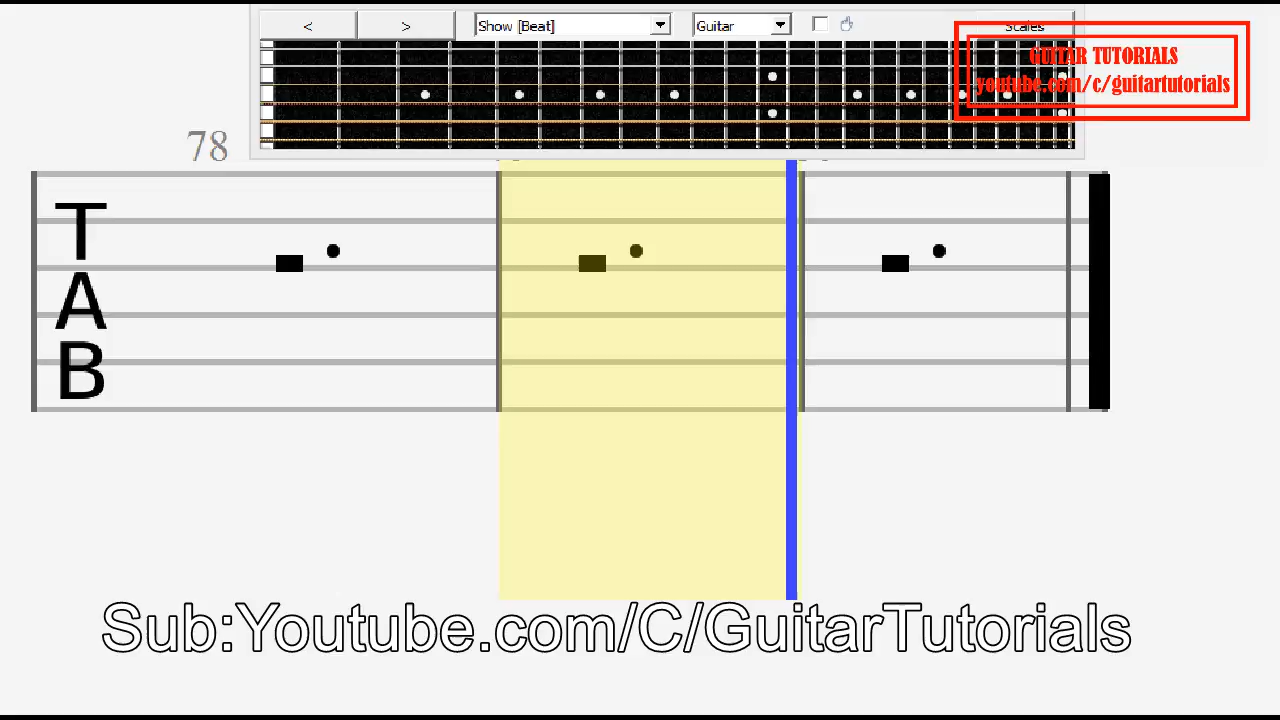 < > Show [Beat] Guitar Scales
GUITAR TUTORIALS
youtube.com/c/guitartutorials
78
T
A
B
Sub:Youtube.com/C/GuitarTutorials